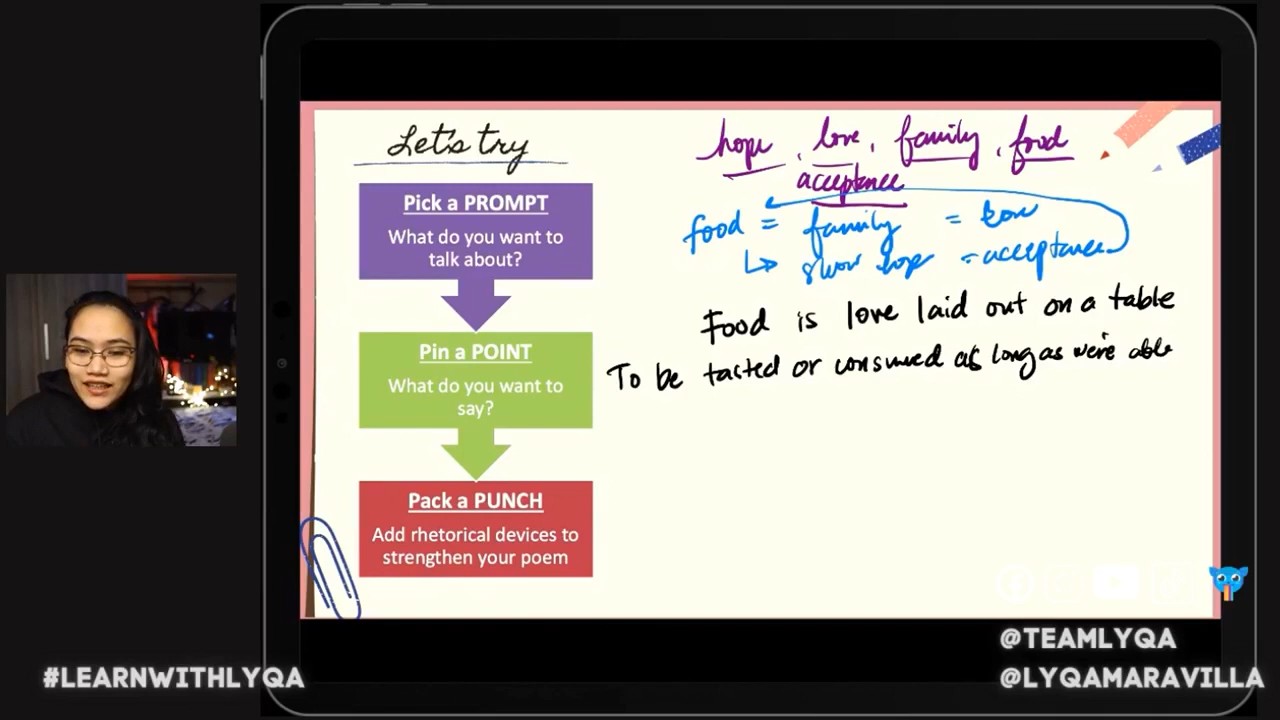 Let's try
Pick a PROMPT
What do you want to
talk about?
Pin a POINT
What do you want to
say?
Pack a PUNCH
Add rhetorical devices to
strengthen your poem
hope, love, family, food
acceptance
food = family = love
↳ show hope = acceptance
Food is love laid out on a table
To be tasted or consumed as long as we're able
@TEAMLYQA
#LEARNWITHLYQA
@LYQAMARAVILLA